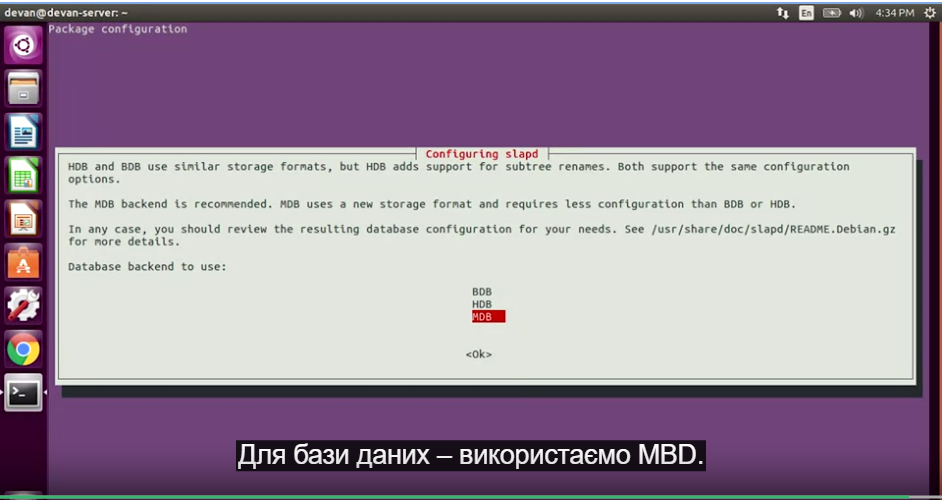 devan@devan-server: ~
En
4:34 PM
Package configuration
Configuring slapd
HDB and BDB use similar storage formats, but HDB adds support for subtree renames. Both support the same configuration
options.
The MDB backend is recommended. MDB uses a new storage format and requires less configuration than BDB or HDB.
In any case, you should review the resulting database configuration for your needs. See /usr/share/doc/slapd/README.Debian.gz
for more details.
Database backend to use:
BDB
HDB
MDB
<Ok>
Для бази даних – використаємо MBD.